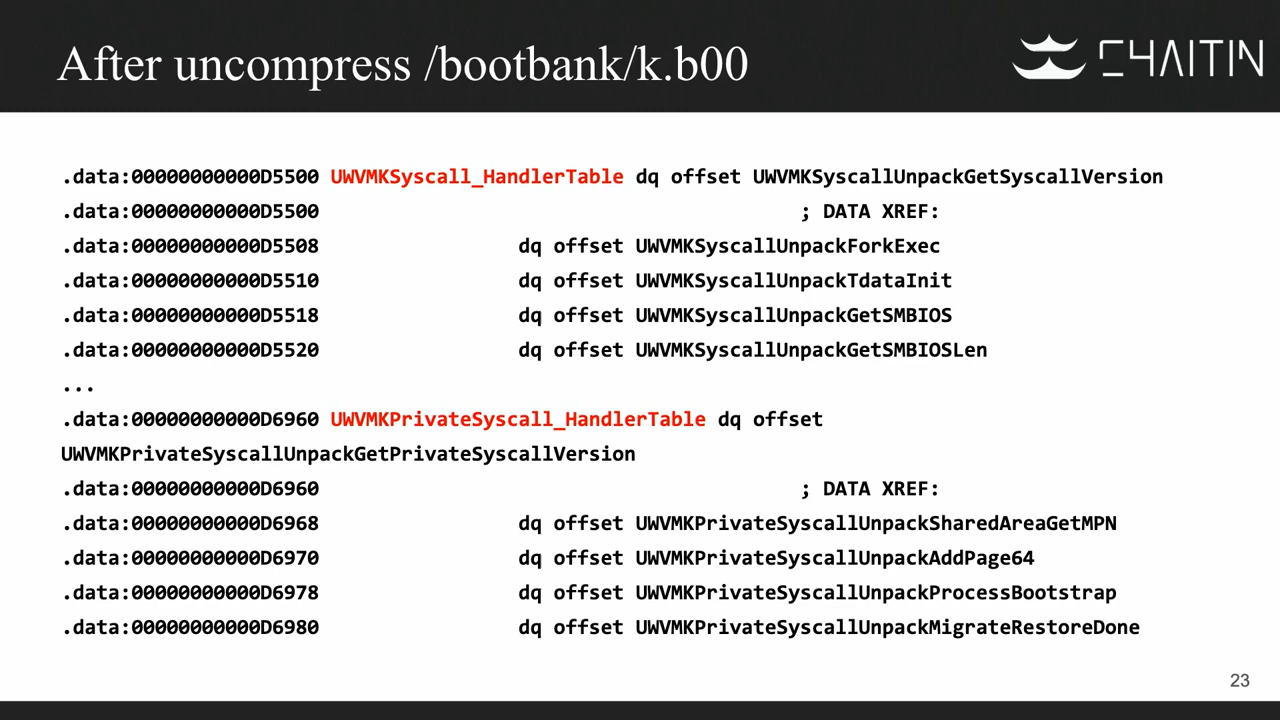 After uncompress /bootbank/k.b00
CHAITIN
.data:00000000000D5500 UWVMKSyscall_HandlerTable dq offset UWVMKSyscallUnpackGetSyscallVersion
.data:00000000000D5500 ; DATA XREF:
.data:00000000000D5508 dq offset UWVMKSyscallUnpackForkExec
.data:00000000000D5510 dq offset UWVMKSyscallUnpackTdataInit
.data:00000000000D5518 dq offset UWVMKSyscallUnpackGetSMBIOS
.data:00000000000D5520 dq offset UWVMKSyscallUnpackGetSMBIOSLen
...
.data:00000000000D6960 UWVMKPrivateSyscall_HandlerTable dq offset
UWVMKPrivateSyscallUnpackGetPrivateSyscallVersion
.data:00000000000D6960 ; DATA XREF:
.data:00000000000D6968 dq offset UWVMKPrivateSyscallUnpackSharedAreaGetMPN
.data:00000000000D6970 dq offset UWVMKPrivateSyscallUnpackAddPage64
.data:00000000000D6978 dq offset UWVMKPrivateSyscallUnpackProcessBootstrap
.data:00000000000D6980 dq offset UWVMKPrivateSyscallUnpackMigrateRestoreDone
23